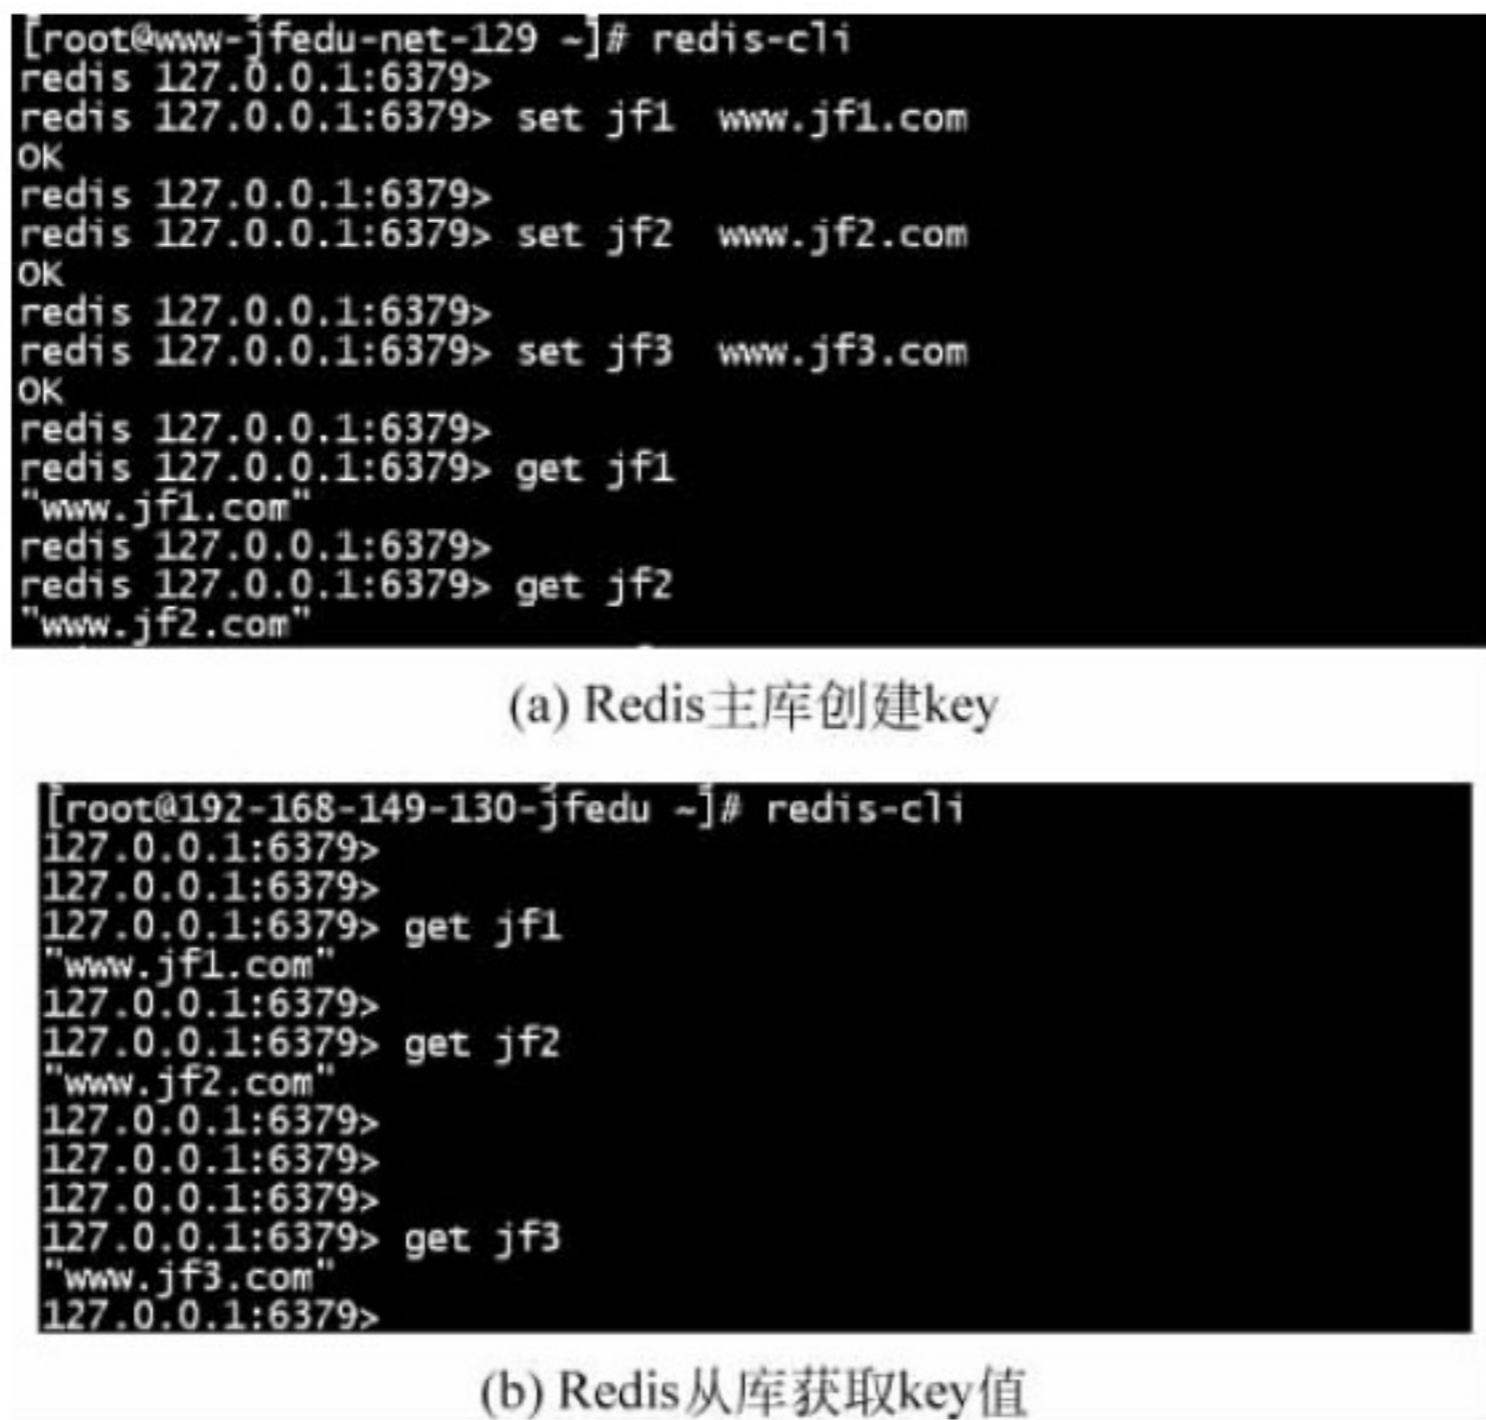 [root@www-jfedu-net-129 ~]# redis-cli
redis 127.0.0.1:6379>
redis 127.0.0.1:6379> set jf1  www.jf1.com
OK
redis 127.0.0.1:6379>
redis 127.0.0.1:6379> set jf2  www.jf2.com
OK
redis 127.0.0.1:6379>
redis 127.0.0.1:6379> set jf3  www.jf3.com
OK
redis 127.0.0.1:6379>
redis 127.0.0.1:6379> get jf1
"www.jf1.com"
redis 127.0.0.1:6379>
redis 127.0.0.1:6379> get jf2
"www.jf2.com"
(a) Redis主库创建key
[root@192-168-149-130-jfedu ~]# redis-cli
127.0.0.1:6379>
127.0.0.1:6379>
127.0.0.1:6379> get jf1
"www.jf1.com"
127.0.0.1:6379>
127.0.0.1:6379> get jf2
"www.jf2.com"
127.0.0.1:6379>
127.0.0.1:6379>
127.0.0.1:6379>
127.0.0.1:6379> get jf3
"www.jf3.com"
127.0.0.1:6379>
(b) Redis从库获取key值